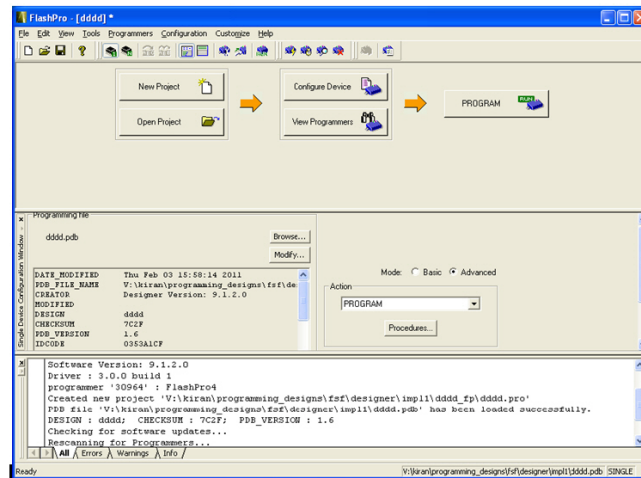 FlashPro - [dddd] *
File Edit View Tools Programmers Configuration Customize Help
New Project
Open Project
Configure Device
View Programmers
PROGRAM
RUN
Single Device Configuration Window
Programming file
dddd.pdb
Browse...
Modify...
DATE_MODIFIED Thu Feb 03 15:58:14 2011
PDB_FILE_NAME V:\kiran\programming_designs\fsf\de
CREATOR Designer Version: 9.1.2.0
MODIFIED
DESIGN dddd
CHECKSUM 7C2F
PDB_VERSION 1.6
IDCODE 0353A1CF
Mode: Basic Advanced
Action
PROGRAM
Procedures...
Software Version: 9.1.2.0
Driver : 3.0.0 build 1
programmer '30964' : FlashPro4
Created new project 'V:\kiran\programming_designs\fsf\designer\impl1\dddd_fp\dddd.pro'
PDB file 'V:\kiran\programming_designs\fsf\designer\impl1\dddd.pdb' has been loaded successfully.
DESIGN : dddd; CHECKSUM : 7C2F; PDB_VERSION : 1.6
Checking for software updates...
Rescanning for Programmers...
All Errors Warnings Info
Ready V:\kiran\programming_designs\fsf\designer\impl1\dddd.pdb SINGLE